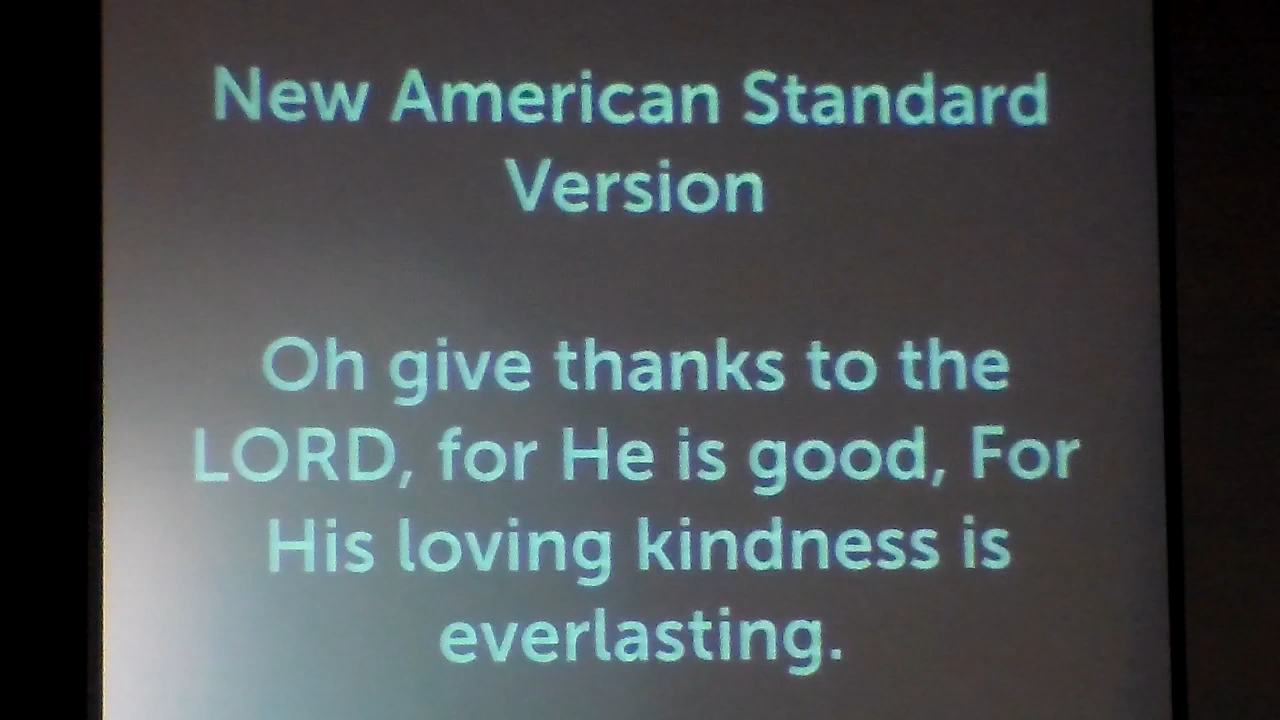 New American Standard
Version
Oh give thanks to the
LORD, for He is good, For
His loving kindness is
everlasting.